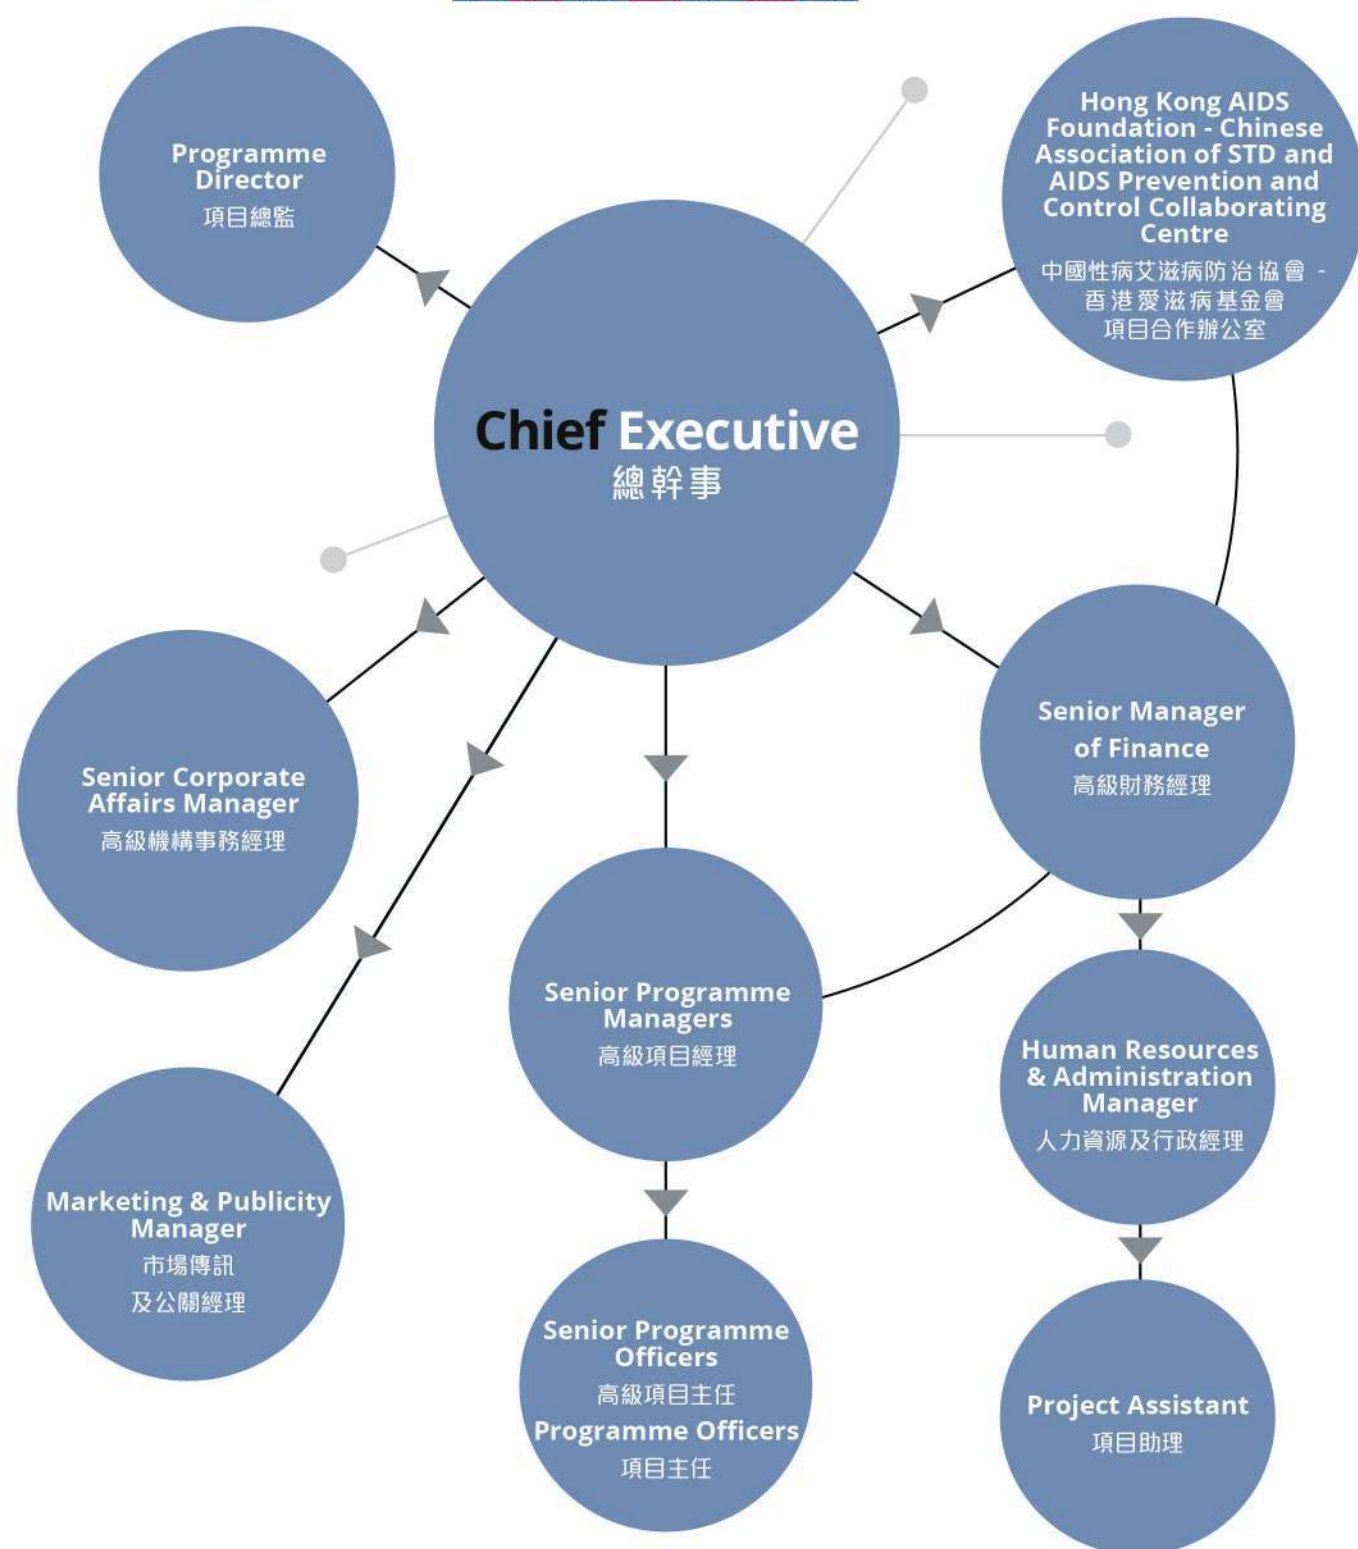 Programme
Director
項目總監
Hong Kong AIDS
Foundation - Chinese
Association of STD and
AIDS Prevention and
Control Collaborating
Centre
中國性病艾滋病防治協會 -
香港愛滋病基金會
項目合作辦公室
Chief Executive
總幹事
Senior Corporate
Affairs Manager
高級機構事務經理
Senior Manager
of Finance
高級財務經理
Senior Programme
Managers
高級項目經理
Human Resources
& Administration
Manager
人力資源及行政經理
Marketing & Publicity
Manager
市場傳訊
及公關經理
Senior Programme
Officers
高級項目主任
Programme Officers
項目主任
Project Assistant
項目助理